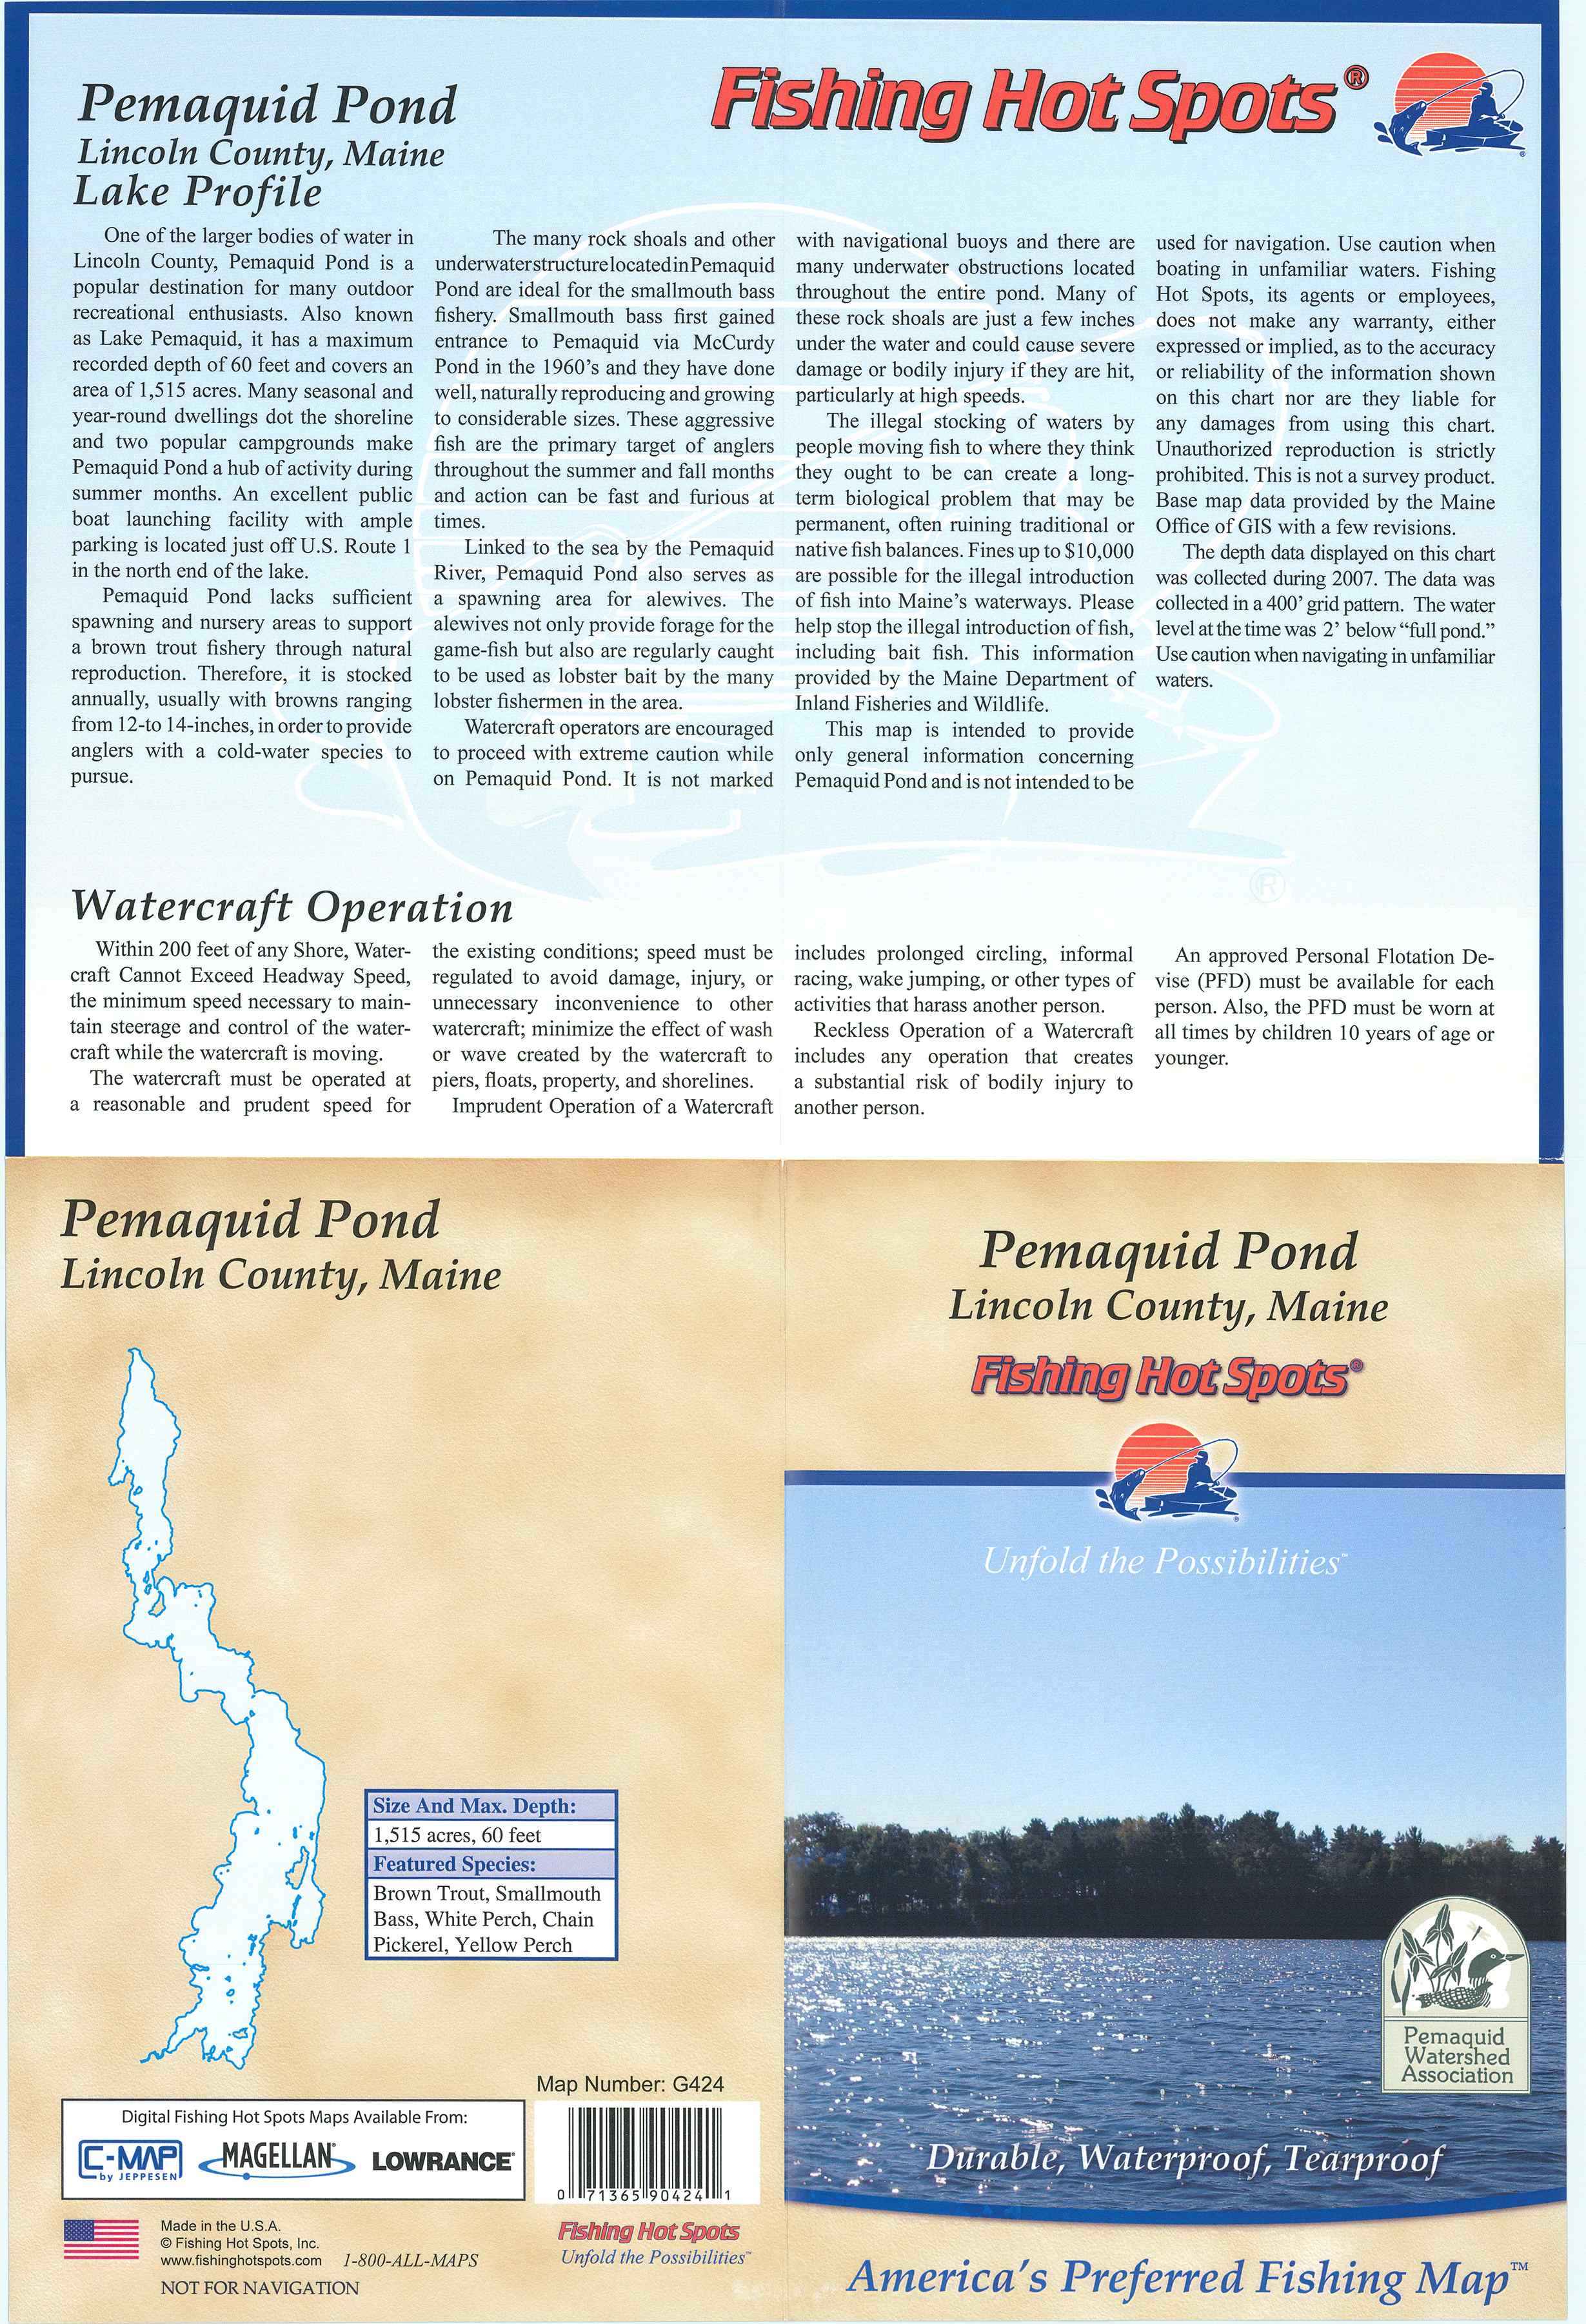 Fishing Hot Spots®
Pemaquid Pond
Lincoln County, Maine
Lake Profile
One of the larger bodies of water in
Lincoln County, Pemaquid Pond is a
popular destination for many outdoor
recreational enthusiasts. Also known
as Lake Pemaquid, it has a maximum
recorded depth of 60 feet and covers an
area of 1,515 acres. Many seasonal and
year-round dwellings dot the shoreline
and two popular campgrounds make
Pemaquid Pond a hub of activity during
summer months. An excellent public
boat launching facility with ample
parking is located just off U.S. Route 1
in the north end of the lake.
Pemaquid Pond lacks sufficient
spawning and nursery areas to support
a brown trout fishery through natural
reproduction. Therefore, it is stocked
annually, usually with browns ranging
from 12-to 14-inches, in order to provide
anglers with a cold-water species to
pursue.
The many rock shoals and other
underwater structure located in Pemaquid
Pond are ideal for the smallmouth bass
fishery. Smallmouth bass first gained
entrance to Pemaquid via McCurdy
Pond in the 1960's and they have done
well, naturally reproducing and growing
to considerable sizes. These aggressive
fish are the primary target of anglers
throughout the summer and fall months
and action can be fast and furious at
times.
Linked to the sea by the Pemaquid
River, Pemaquid Pond also serves as
a spawning area for alewives. The
alewives not only provide forage for the
game-fish but also are regularly caught
to be used as lobster bait by the many
lobster fishermen in the area.
Watercraft operators are encouraged
to proceed with extreme caution while
on Pemaquid Pond. It is not marked
with navigational buoys and there are
many underwater obstructions located
throughout the entire pond. Many of
these rock shoals are just a few inches
under the water and could cause severe
damage or bodily injury if they are hit,
particularly at high speeds.
The illegal stocking of waters by
people moving fish to where they think
they ought to be can create a long-
term biological problem that may be
permanent, often ruining traditional or
native fish balances. Fines up to $10,000
are possible for the illegal introduction
of fish into Maine's waterways. Please
help stop the illegal introduction of fish,
including bait fish. This information
provided by the Maine Department of
Inland Fisheries and Wildlife.
This map is intended to provide
only general information concerning
Pemaquid Pond and is not intended to be
used for navigation. Use caution when
boating in unfamiliar waters. Fishing
Hot Spots, its agents or employees,
does not make any warranty, either
expressed or implied, as to the accuracy
or reliability of the information shown
on this chart nor are they liable for
any damages from using this chart.
Unauthorized reproduction is strictly
prohibited. This is not a survey product.
Base map data provided by the Maine
Office of GIS with a few revisions.
The depth data displayed on this chart
was collected during 2007. The data was
collected in a 400' grid pattern. The water
level at the time was 2' below “full pond.”
Use caution when navigating in unfamiliar
waters.
®
Watercraft Operation
Within 200 feet of any Shore, Water-
craft Cannot Exceed Headway Speed,
the minimum speed necessary to main-
tain steerage and control of the water-
craft while the watercraft is moving.
The watercraft must be operated at
a reasonable and prudent speed for
the existing conditions; speed must be
regulated to avoid damage, injury, or
unnecessary inconvenience to other
watercraft; minimize the effect of wash
or wave created by the watercraft to
piers, floats, property, and shorelines.
Imprudent Operation of a Watercraft
includes prolonged circling, informal
racing, wake jumping, or other types of
activities that harass another person.
Reckless Operation of a Watercraft
includes any operation that creates
a substantial risk of bodily injury to
another person.
An approved Personal Flotation De-
vise (PFD) must be available for each
person. Also, the PFD must be worn at
all times by children 10 years of age or
younger.
Pemaquid Pond
Lincoln County, Maine
Size And Max. Depth:
1,515 acres, 60 feet
Featured Species:
Brown Trout, Smallmouth
Bass, White Perch, Chain
Pickerel, Yellow Perch
Map Number: G424
Digital Fishing Hot Spots Maps Available From:
C-MAP
by JEPPESEN
MAGELLAN®
LOWRANCE®
0 71365 90424 1
Made in the U.S.A.
© Fishing Hot Spots, Inc.
www.fishinghotspots.com 1-800-ALL-MAPS
NOT FOR NAVIGATION
Fishing Hot Spots
Unfold the Possibilities™
Pemaquid Pond
Lincoln County, Maine
Fishing Hot Spots®
Unfold the Possibilities™
Pemaquid
Watershed
Association
Durable, Waterproof, Tearproof
America's Preferred Fishing Map™